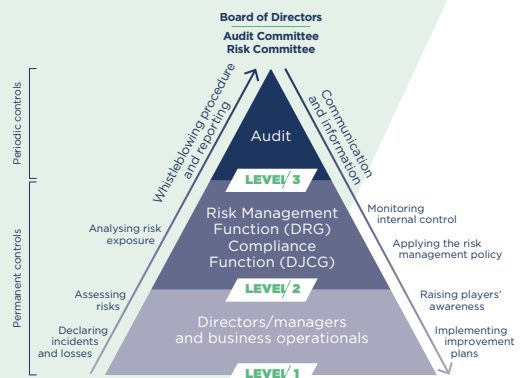 Board of Directors
Audit Committee
Risk Committee
Periodic controls
Whistleblowing procedure
and reporting
Communication
and information
Audit
LEVEL/3
Permanent controls
Risk Management
Function (DRG)
Compliance
Function (DJCG)
LEVEL/2
Analysing risk
exposure
Monitoring
internal control
Applying the risk
management policy
Assessing
risks
Raising players'
awareness
Directors/managers
and business operationals
Declaring
incidents
and losses
Implementing
improvement
plans
LEVEL/1